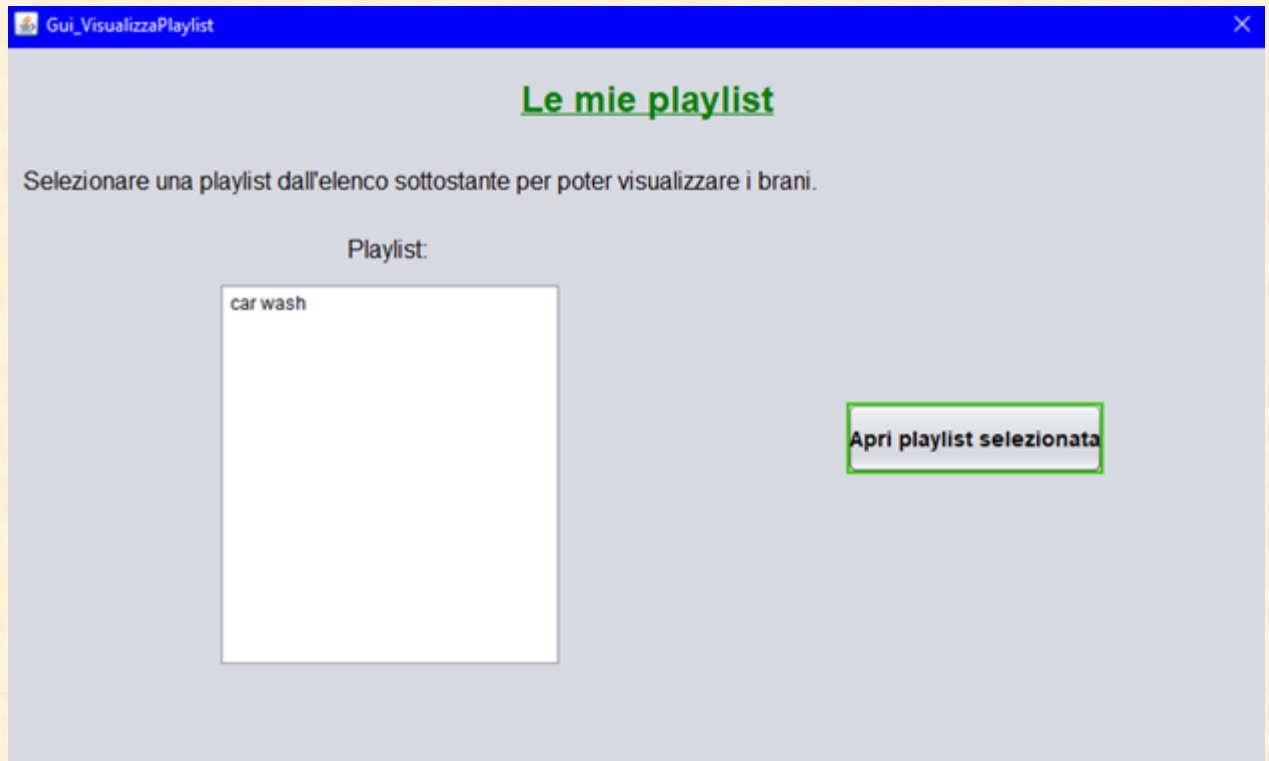 Gui_VisualizzaPlaylist
Le mie playlist
Selezionare una playlist dall'elenco sottostante per poter visualizzare i brani.
Playlist:
car wash
Apri playlist selezionata